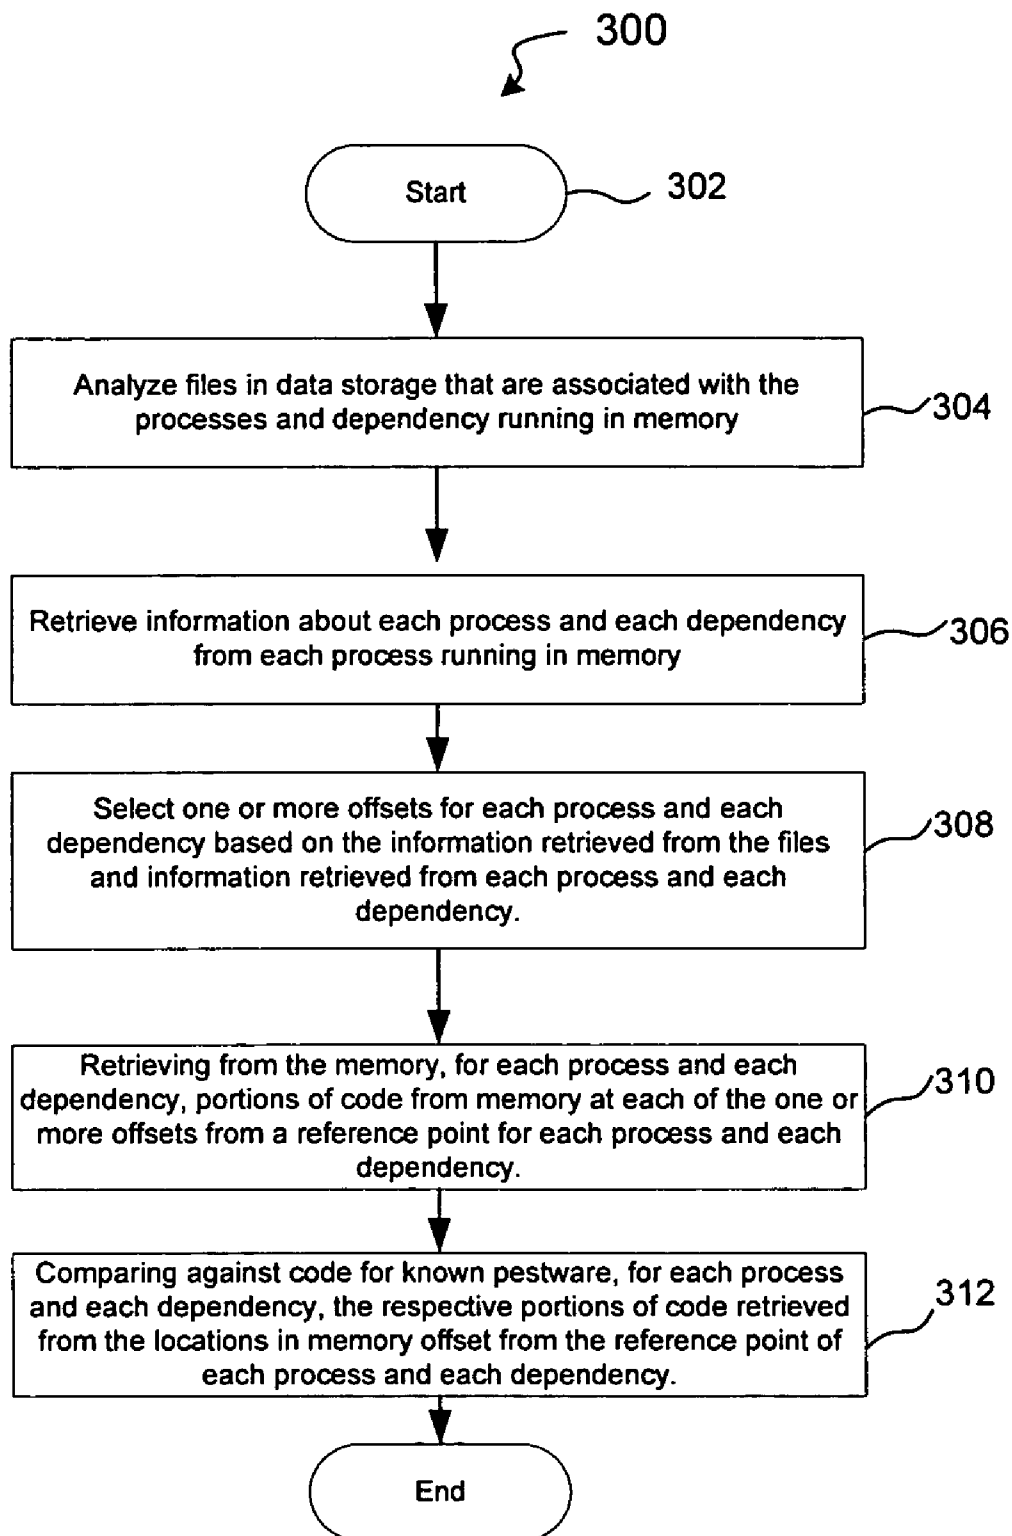 300
Start
302
Analyze files in data storage that are associated with the
processes and dependency running in memory
304
Retrieve information about each process and each dependency
from each process running in memory
306
Select one or more offsets for each process and each
dependency based on the information retrieved from the files
and information retrieved from each process and each
dependency.
308
Retrieving from the memory, for each process and each
dependency, portions of code from memory at each of the one or
more offsets from a reference point for each process and each
dependency.
310
Comparing against code for known pestware, for each process
and each dependency, the respective portions of code retrieved
from the locations in memory offset from the reference point of
each process and each dependency.
312
End